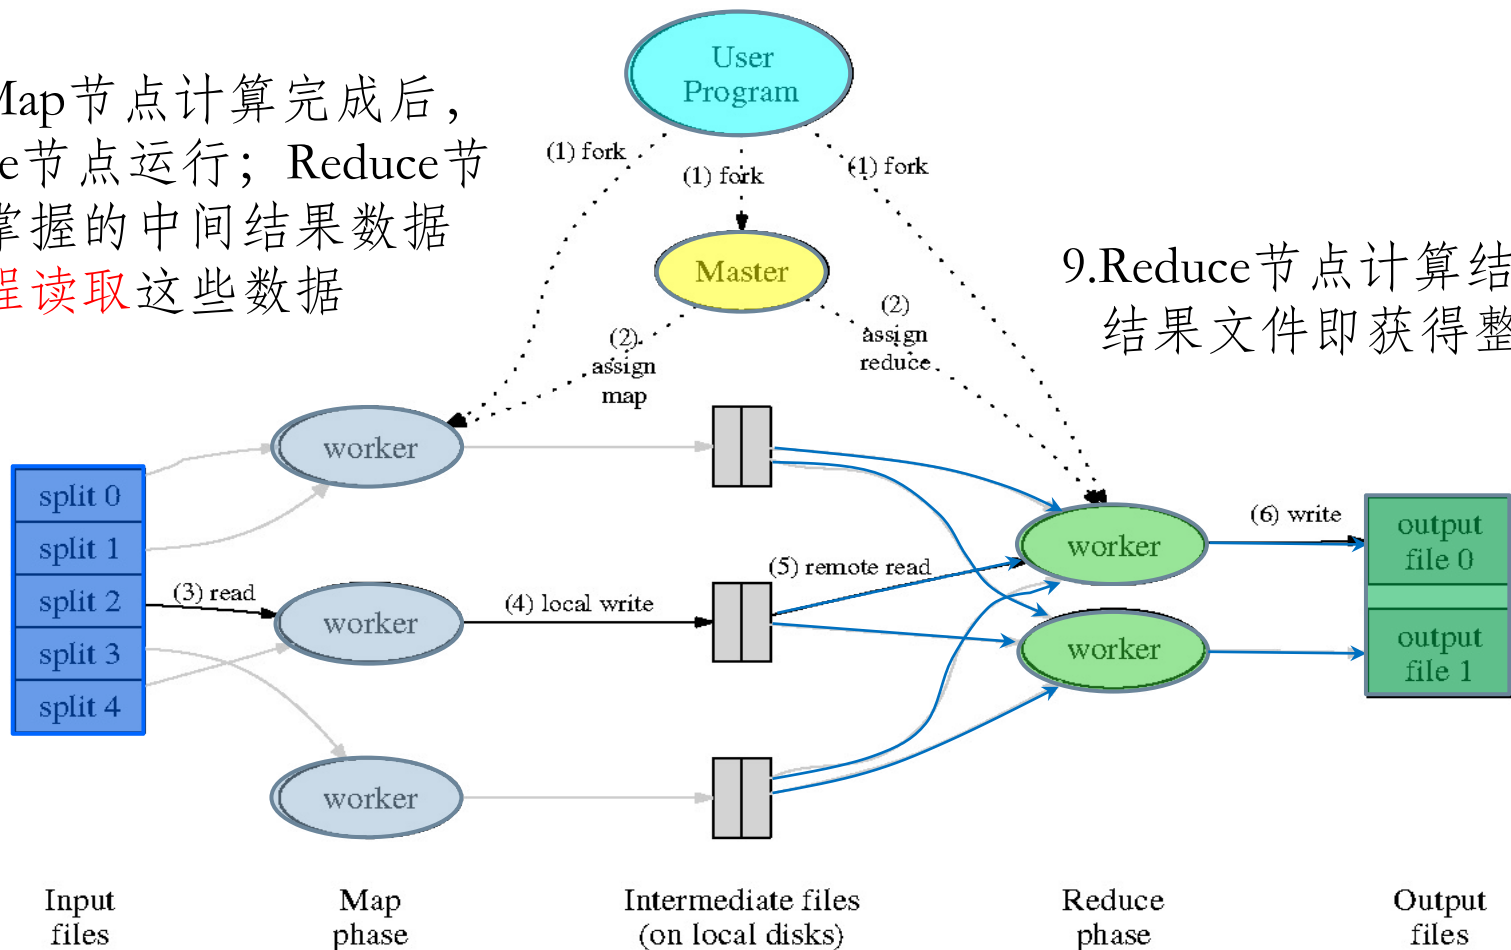 Map节点计算完成后，
e节点运行；Reduce节
掌握的中间结果数据
程读取这些数据
User
Program
(1) fork
(1) fork
(1) fork
Master
9.Reduce节点计算结
结果文件即获得整
(2)
assign
map
(2)
assign
reduce
split 0
split 1
split 2
split 3
split 4
(3) read
worker
worker
worker
(4) local write
(5) remote read
worker
worker
(6) write
output
file 0
output
file 1
Input
files
Map
phase
Intermediate files
(on local disks)
Reduce
phase
Output
files